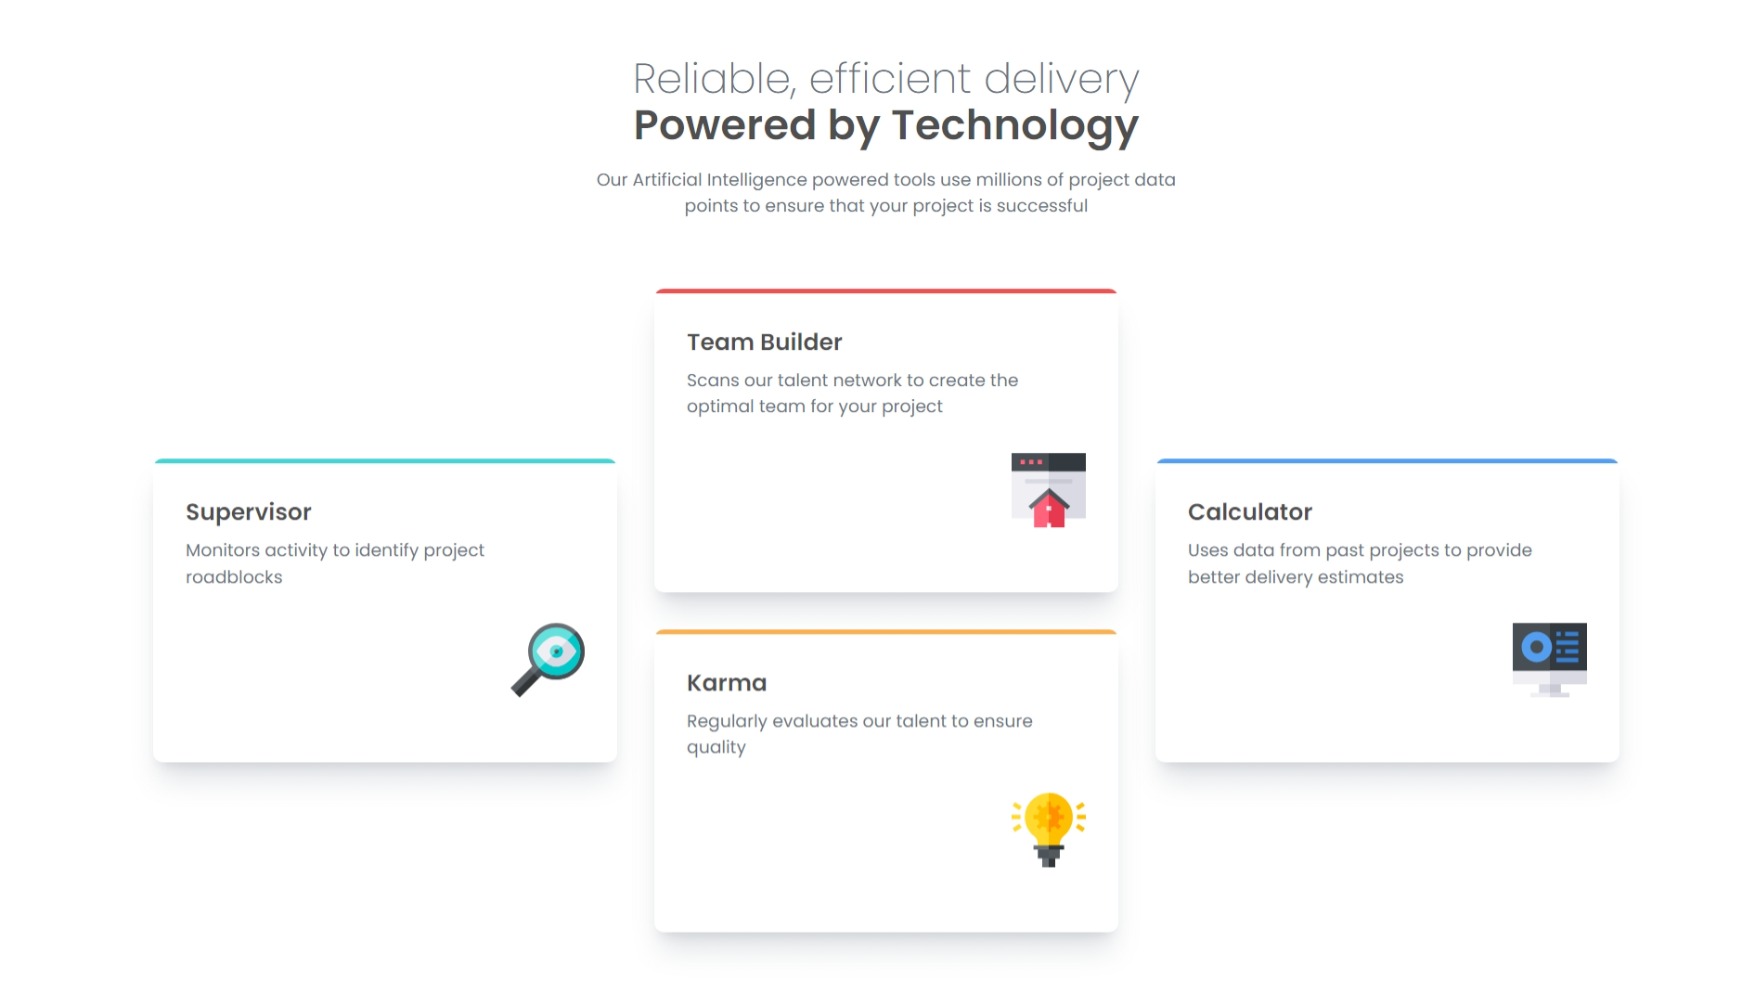 Reliable, efficient delivery
Powered by Technology
Our Artificial Intelligence powered tools use millions of project data
points to ensure that your project is successful
Supervisor
Monitors activity to identify project
roadblocks
Team Builder
Scans our talent network to create the
optimal team for your project
Karma
Regularly evaluates our talent to ensure
quality
Calculator
Uses data from past projects to provide
better delivery estimates